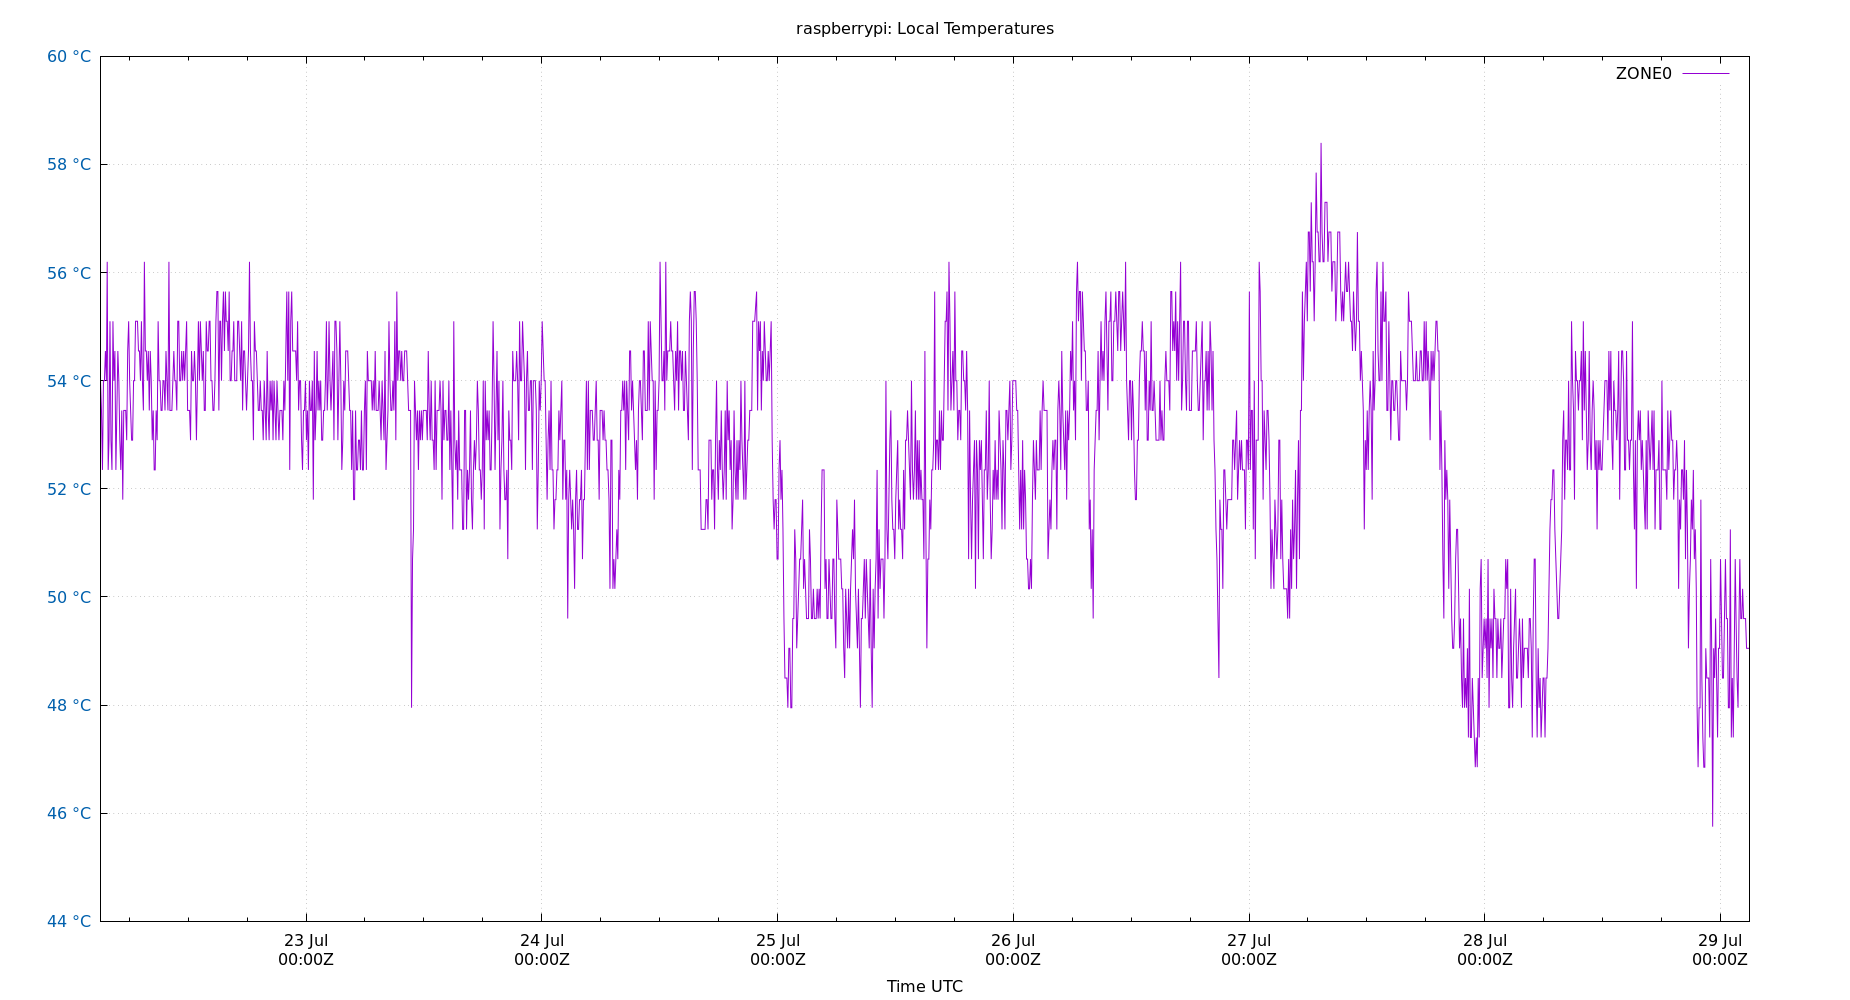 raspberrypi: Local Temperatures
60 °C
ZONE0
58 °C
56 °C
54 °C
52 °C
50 °C
48 °C
46 °C
44 °C
23 Jul 24 Jul 25 Jul 26 Jul 27 Jul 28 Jul 29 Jul
00:00Z 00:00Z 00:00Z 00:00Z 00:00Z 00:00Z 00:00Z
Time UTC